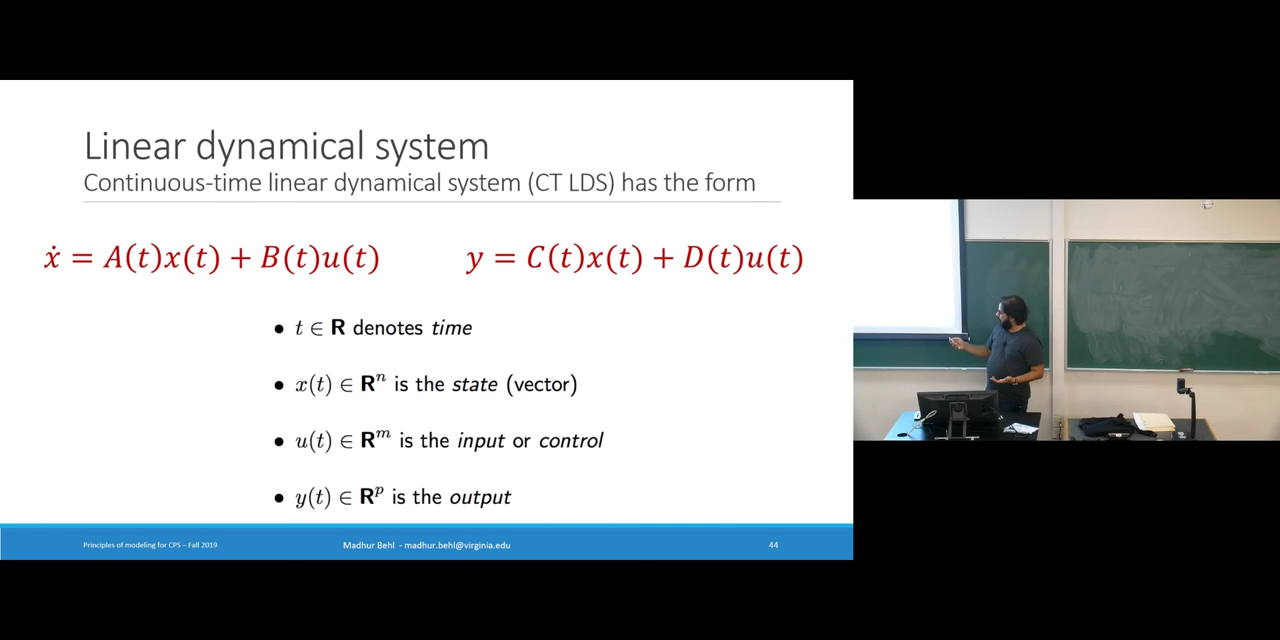 Linear dynamical system
Continuous-time linear dynamical system (CT LDS) has the form
ẋ = A(t)x(t) + B(t)u(t)
y = C(t)x(t) + D(t)u(t)
• t ∈ R denotes time
• x(t) ∈ Rⁿ is the state (vector)
• u(t) ∈ Rᵐ is the input or control
• y(t) ∈ Rᵖ is the output
Principles of modeling for CPS – Fall 2019
Madhur Behl - madhur.behl@virginia.edu
44